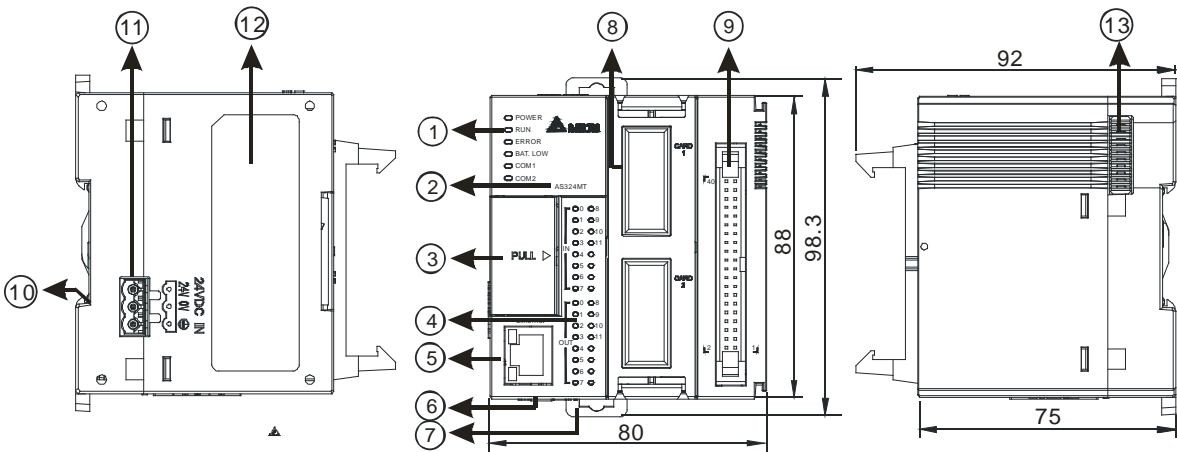 11
12
8
9
13
92
1
POWER
RUN
ERROR
BAT. LOW
COM1
COM2
CARD
1
2
AS324MT
40
0 8
1 9
2 10
3 11
4
5
6
7
IN
3
PULL
88
98.3
10
24VDC IN
24V 0V
CARD
2
4
0 8
1 9
2 10
3 11
4
5
6
7
OUT
5
2 1
6
7
80
75